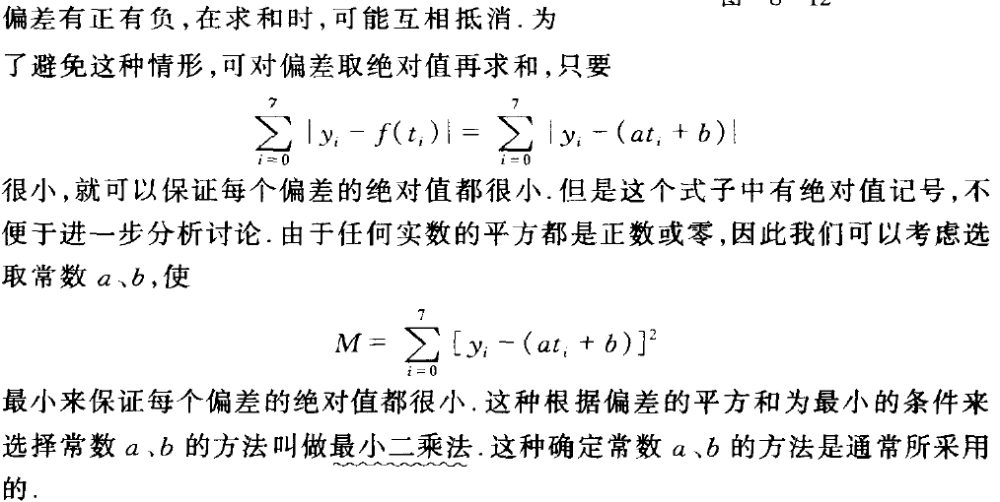 偏差有正有负,在求和时,可能互相抵消.为
了避免这种情形,可对偏差取绝对值再求和,只要
$\sum_{i=0}^{7} |y_i - f(t_i)| = \sum_{i=0}^{7} |y_i - (at_i + b)|$
很小,就可以保证每个偏差的绝对值都很小.但是这个式子中有绝对值记号,不
便于进一步分析讨论.由于任何实数的平方都是正数或零,因此我们可以考虑选
取常数 a、b,使
$M = \sum_{i=0}^{7} [y_i - (at_i + b)]^2$
最小来保证每个偏差的绝对值都很小.这种根据偏差的平方和为最小的条件来
选择常数 a、b 的方法叫做最小二乘法.这种确定常数 a、b 的方法是通常所采用
的.